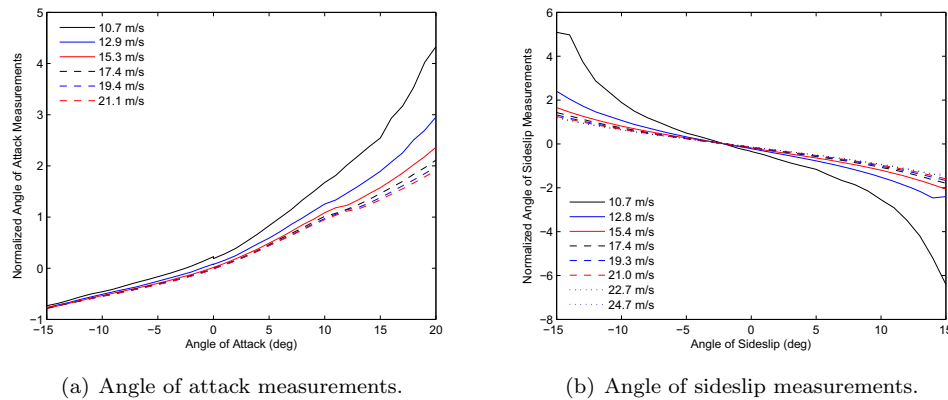 5
4
3
2
1
0
−1
−15
−10
−5
0
5
10
15
20
Normalized Angle of Attack Measurements
Angle of Attack (deg)
10.7 m/s
12.9 m/s
15.3 m/s
17.4 m/s
19.4 m/s
21.1 m/s
(a) Angle of attack measurements.
6
4
2
0
−2
−4
−6
−8
−15
−10
−5
0
5
10
15
Normalized Angle of Sideslip Measurements
Angle of Sideslip (deg)
10.7 m/s
12.8 m/s
15.4 m/s
17.4 m/s
19.3 m/s
21.0 m/s
22.7 m/s
24.7 m/s
(b) Angle of sideslip measurements.